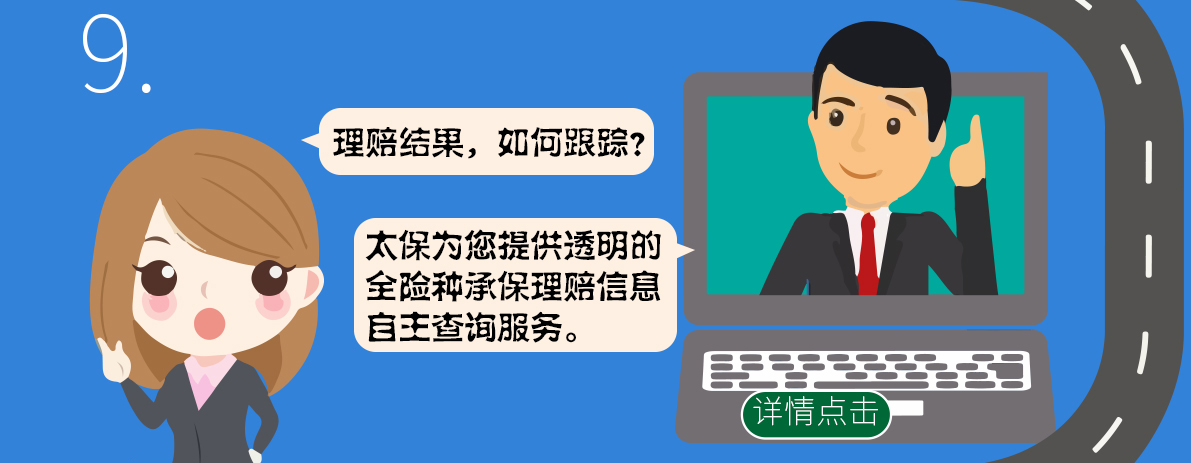 9.
理赔结果，如何跟踪?
太保为您提供透明的
全险种承保理赔信息
自主查询服务。
详情点击